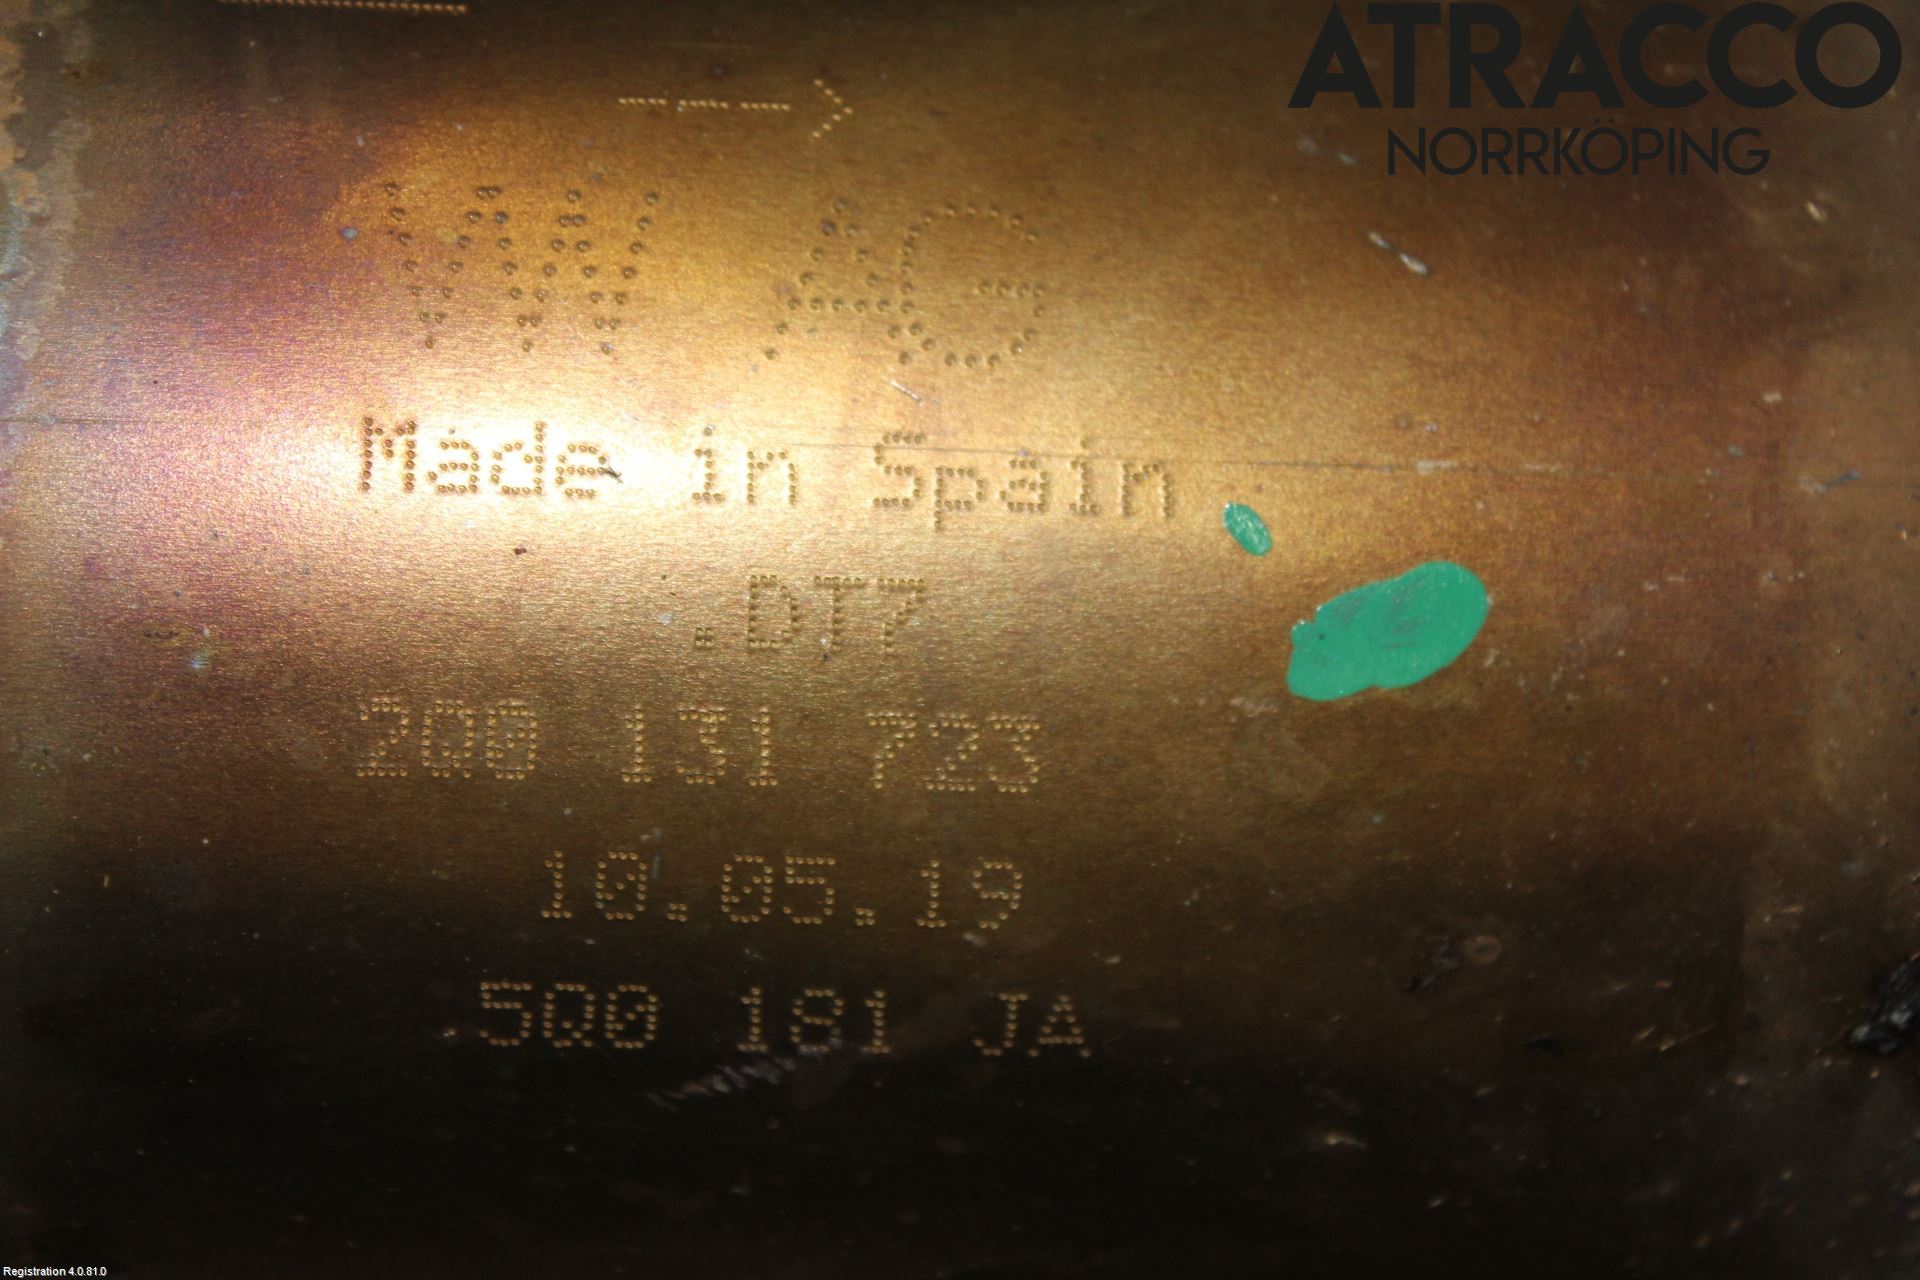 ATRACCO
NORRKÖPING
VW AG
Made in Spain
.DT7
2Q0 131 723
10.05.19
5Q0 181 JA
Registration 4.0.81.0